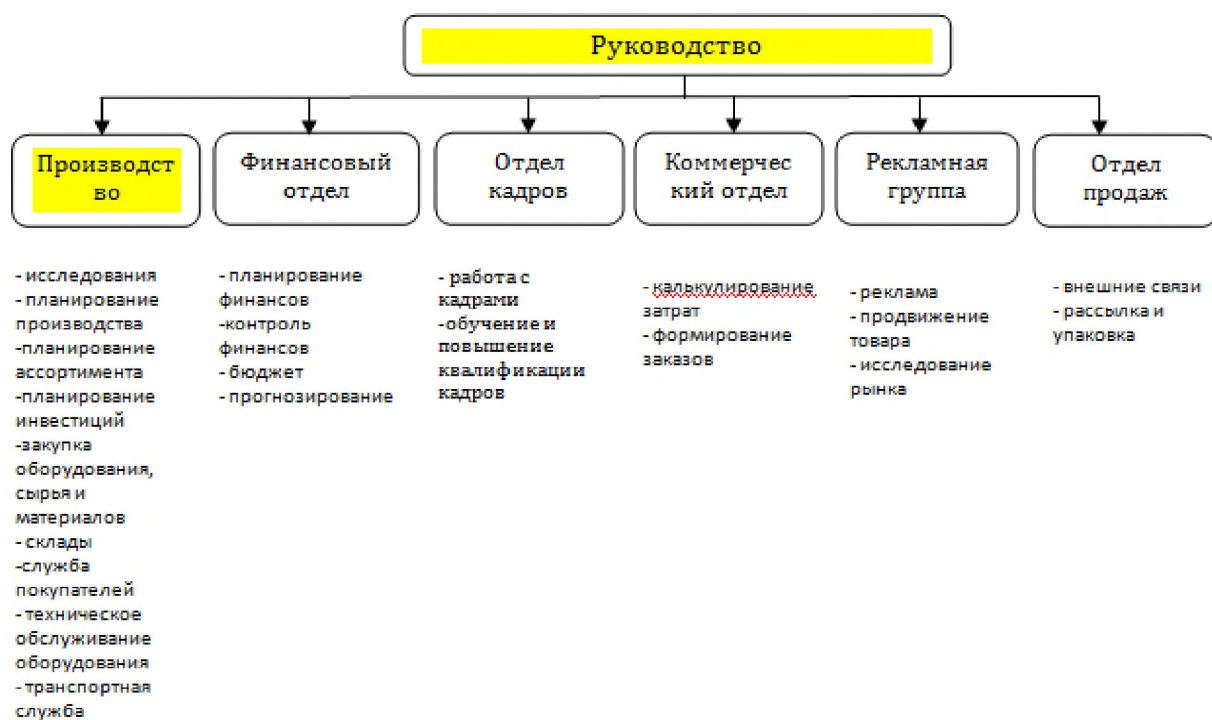 Руководство
Производст
во
Финансовый
отдел
Отдел
кадров
Коммерчес
кий отдел
Рекламная
группа
Отдел
продаж
- исследования
- планирование
производства
-планирование
ассортимента
-планирование
инвестиций
-закупка
оборудования,
сырья и
материалов
- склады
-служба
покупателей
- техническое
обслуживание
оборудования
- транспортная
служба
- планирование
финансов
-контроль
финансов
- бюджет
- прогнозирование
- работа с
кадрами
-обучение и
повышение
квалификации
кадров
- калькулирование
затрат
- формирование
заказов
- реклама
- продвижение
товара
- исследование
рынка
- внешние связи
- рассылка и
упаковка